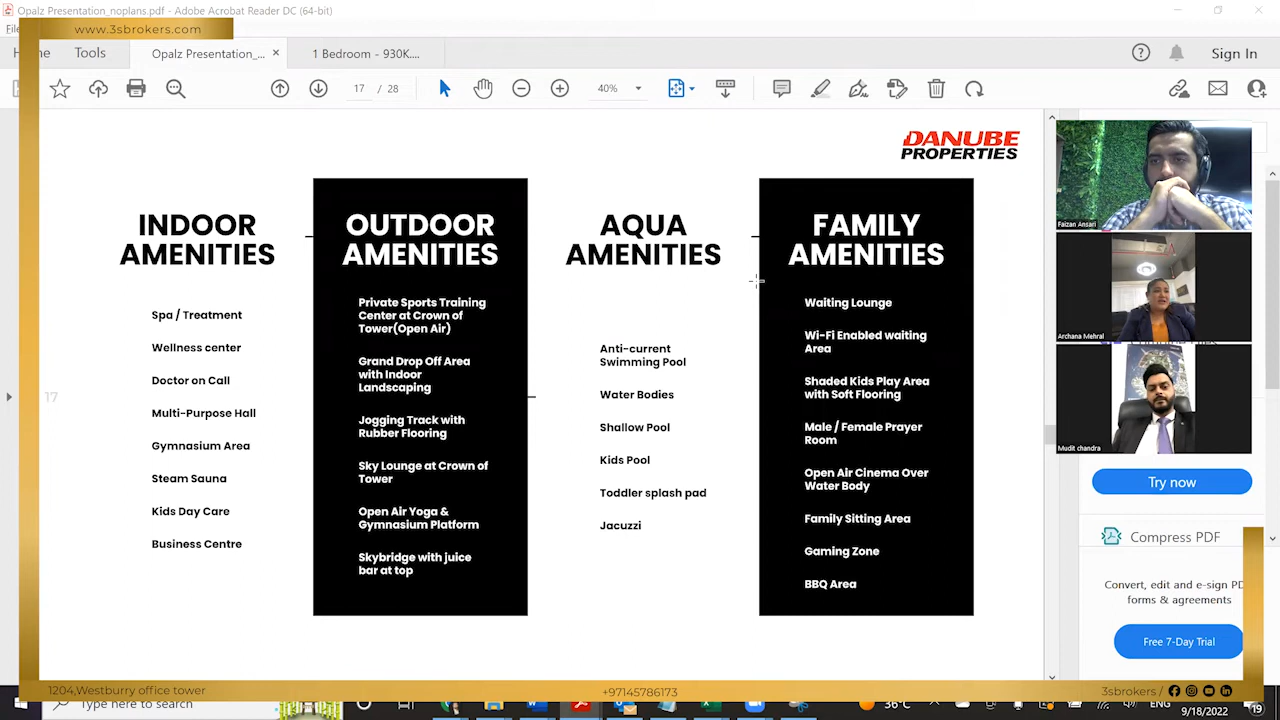 Opalz Presentation_noplans.pdf - Adobe Acrobat Reader DC (64-bit)
www.3sbrokers.com
Tools
Opalz Presentation_...
1 Bedroom - 930K....
Sign In
17 / 28
40%
DANUBE
PROPERTIES
INDOOR
AMENITIES
Spa / Treatment
Wellness center
Doctor on Call
Multi-Purpose Hall
Gymnasium Area
Steam Sauna
Kids Day Care
Business Centre
OUTDOOR
AMENITIES
Private Sports Training
Center at Crown of
Tower(Open Air)
Grand Drop Off Area
with Indoor
Landscaping
Jogging Track with
Rubber Flooring
Sky Lounge at Crown of
Tower
Open Air Yoga &
Gymnasium Platform
Skybridge with juice
bar at top
AQUA
AMENITIES
Anti-current
Swimming Pool
Water Bodies
Shallow Pool
Kids Pool
Toddler splash pad
Jacuzzi
FAMILY
AMENITIES
Waiting Lounge
Wi-Fi Enabled waiting
Area
Shaded Kids Play Area
with Soft Flooring
Male / Female Prayer
Room
Open Air Cinema Over
Water Body
Family Sitting Area
Gaming Zone
BBQ Area
17
Faizan Ansari
Archana Mehral
Mudit chandra
Try now
Compress PDF
Convert, edit and e-sign PD
forms & agreements
Free 7-Day Trial
1204,Westburry office tower
+97145786173
3sbrokers /
Type here to search
36°C
ENG
9/18/2022
19